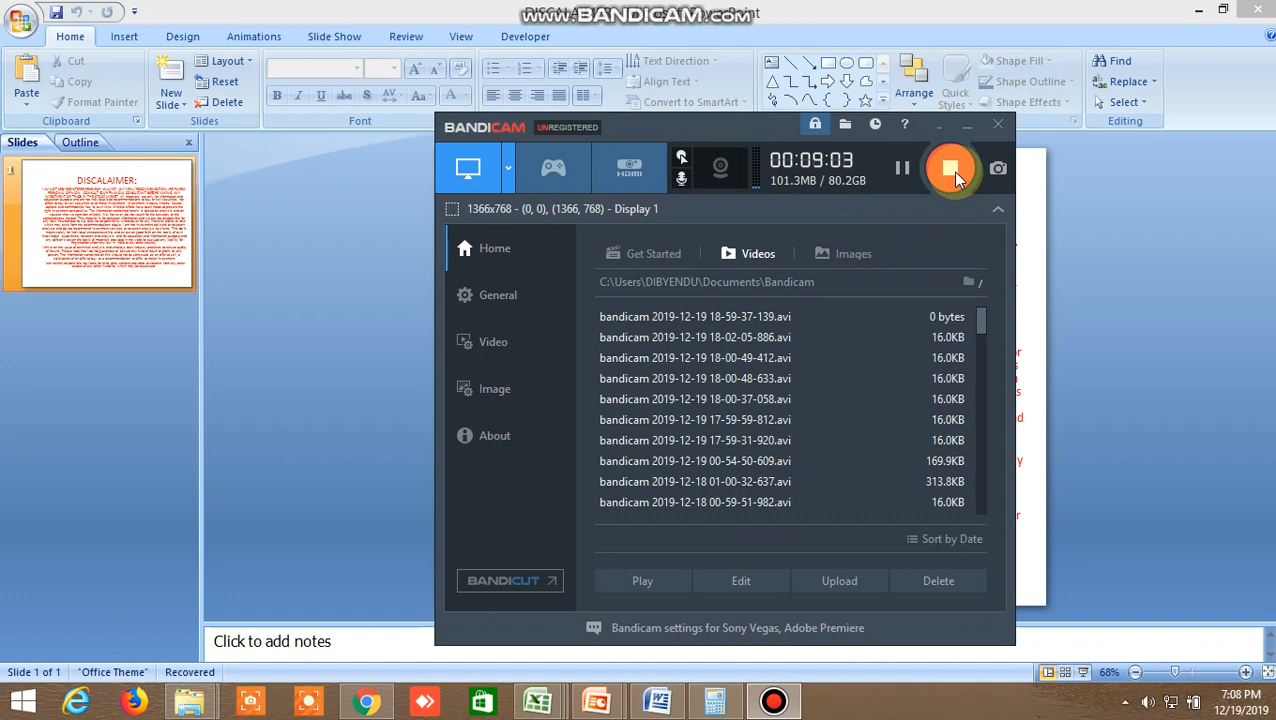 www.BANDICAM.com
Home
Insert
Design
Animations
Slide Show
Review
View
Developer
Paste
Cut
Copy
Format Painter
Clipboard
New
Slide
Layout
Reset
Delete
Slides
B
I
U
abc
S
AV
Aa
A
Font
Text Direction
Align Text
Convert to SmartArt
Arrange
Quick
Styles
Shape Fill
Shape Outline
Shape Effects
Find
Replace
Select
Editing
Slides
Outline
1
DISCALAIMER:
BANDICAM
UNREGISTERED
HDMI
00:09:03
?
Display 1
Home
General
Video
Image
About
BANDICUT
Get Started
Videos
Images
C:\Users\DIBYENDU\Documents\Bandicam
bandicam 2019-12-19 18-59-37-139.avi 0 bytes
bandicam 2019-12-19 18-02-05-886.avi 16.0KB
bandicam 2019-12-19 18-00-49-412.avi 16.0KB
bandicam 2019-12-19 18-00-48-633.avi 16.0KB
bandicam 2019-12-19 18-00-37-058.avi 16.0KB
bandicam 2019-12-19 17-59-59-812.avi 16.0KB
bandicam 2019-12-19 17-59-31-920.avi 16.0KB
bandicam 2019-12-19 00-54-50-609.avi 169.9KB
bandicam 2019-12-18 01-00-32-637.avi 313.8KB
bandicam 2019-12-18 00-59-51-982.avi 16.0KB
Sort by Date
Play
Edit
Upload
Delete
Bandicam settings for Sony Vegas, Adobe Premiere
Click to add notes
Slide 1 of 1
"Office Theme"
Recovered
68%
7:08 PM
12/19/2019